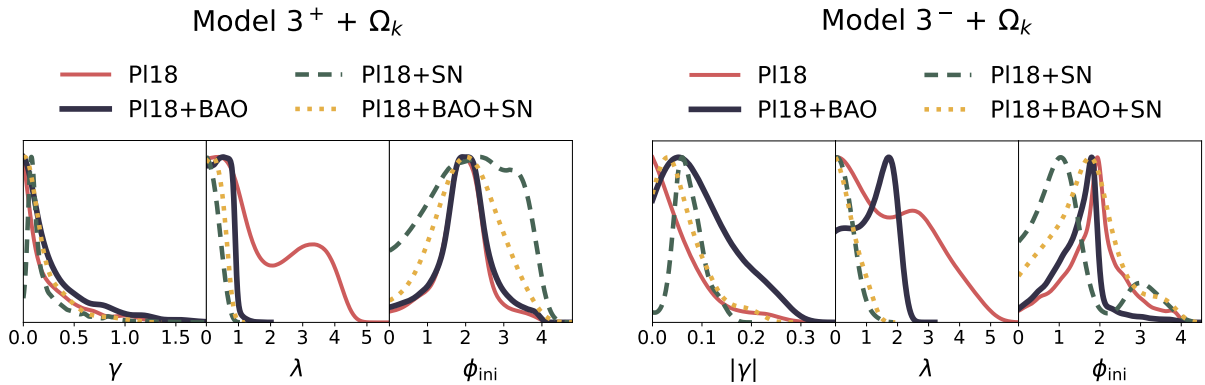 Model 3⁺ + Ωₖ
Pl18
Pl18+SN
Pl18+BAO
Pl18+BAO+SN
0.0 0.5 1.0 1.5 0 1 2 3 4 5 0 1 2 3 4
γ λ ϕ_ini
Model 3⁻ + Ωₖ
Pl18
Pl18+SN
Pl18+BAO
Pl18+BAO+SN
0.0 0.1 0.2 0.3 0 1 2 3 4 5 0 1 2 3 4
|γ| λ ϕ_ini